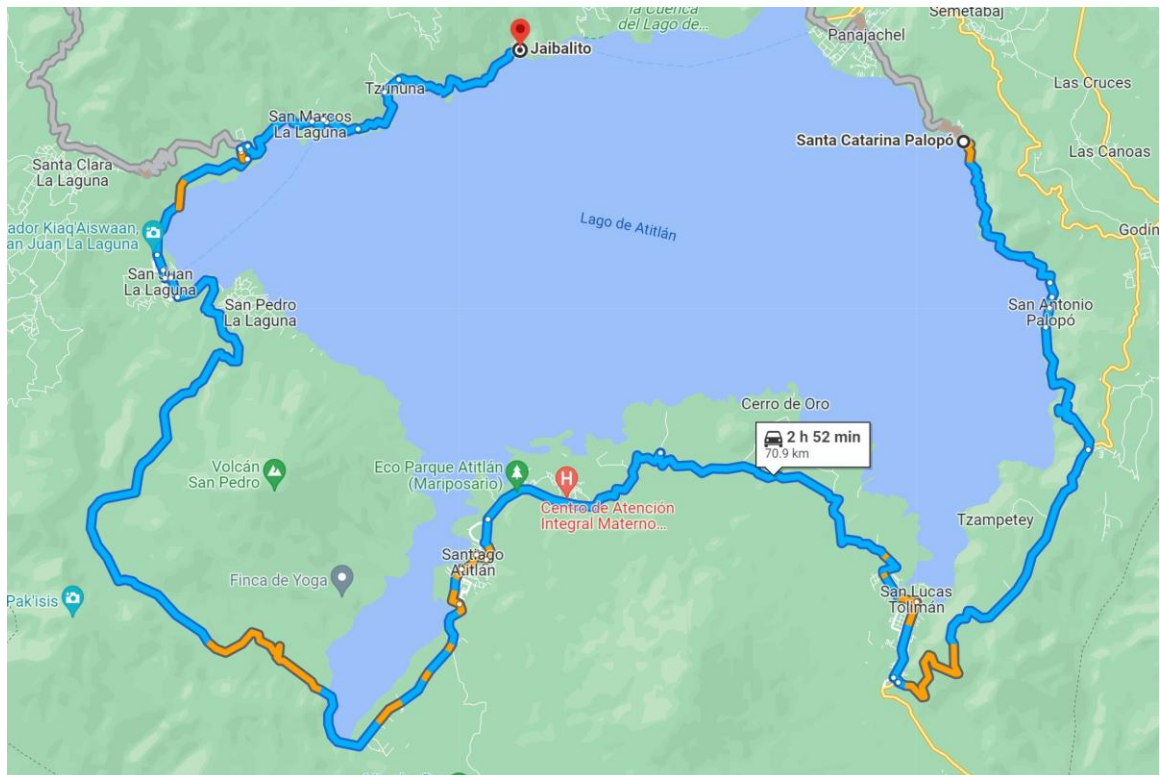 la Cuenca
del Lago de...
Semetabaj
Panajachel
Jaibalito
Las Cruces
Tzununa
San Marcos
La Laguna
Santa Catarina Palopó
Las Canoas
Santa Clara
La Laguna
Lago de Atitlán
ador Kiaq'Aiswaan,
an Juan La Laguna
Godín
San Juan
La Laguna
San Pedro
La Laguna
San Antonio
Palopó
Cerro de Oro
2 h 52 min
70.9 km
Volcán
San Pedro
Eco Parque Atitlán
(Mariposario)
H
Centro de Atención
Integral Materno...
Tzampetey
Santiago
Atitlán
Finca de Yoga
San Lucas
Tolimán
Pak'isis